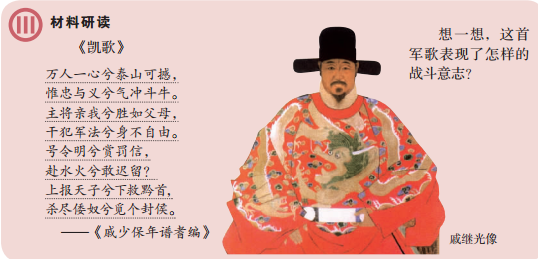 III 材料研读
《凯歌》
万人一心兮泰山可撼，
惟忠与义兮气冲斗牛。
主将亲我兮胜如父母，
干犯军法兮身不自由。
号令明兮赏罚信，
赴水火兮敢迟留？
上报天子兮下救黔首，
杀尽倭奴兮觅个封侯。
——《戚少保年谱耆编》
想一想，这首
军歌表现了怎样的
战斗意志？
戚继光像